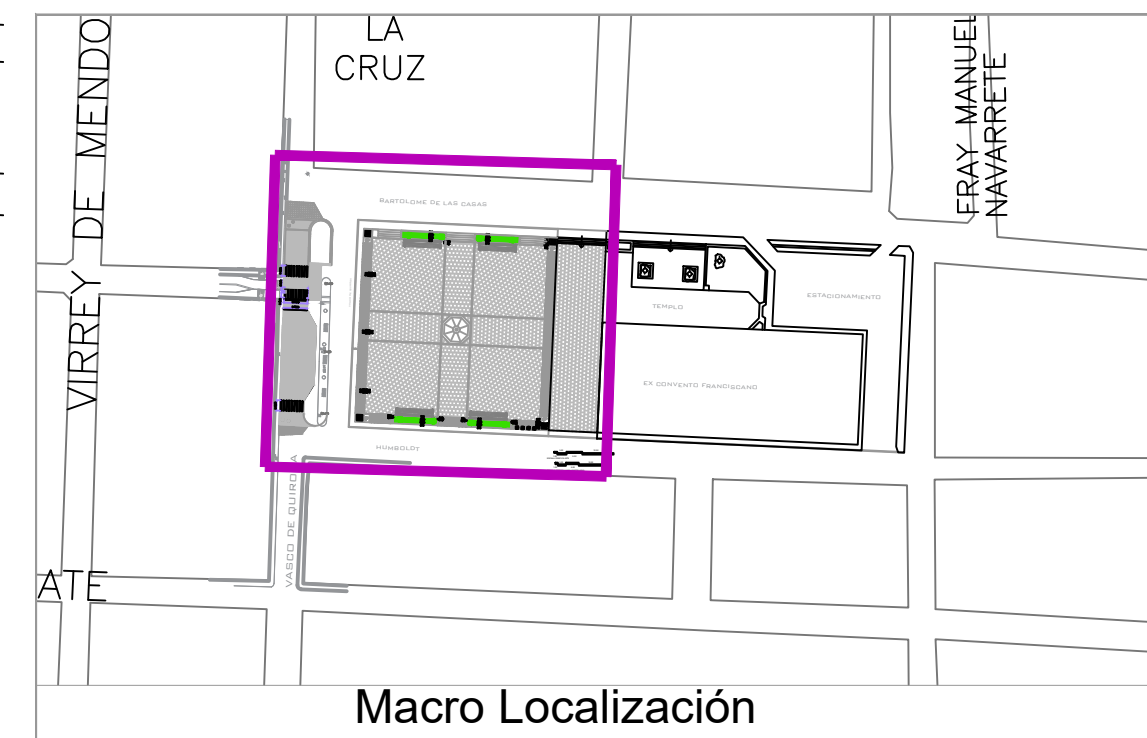 LA
CRUZ
VIRREY DE MENDO
FRAY MANUEL
NAVARRETE
BARTOLOME DE LAS CASAS
TEMPLO
ESTACIONAMIENTO
EX CONVENTO FRANCISCANO
HUMBOLDT
VASCO DE QUIROGA
ATE
Macro Localización